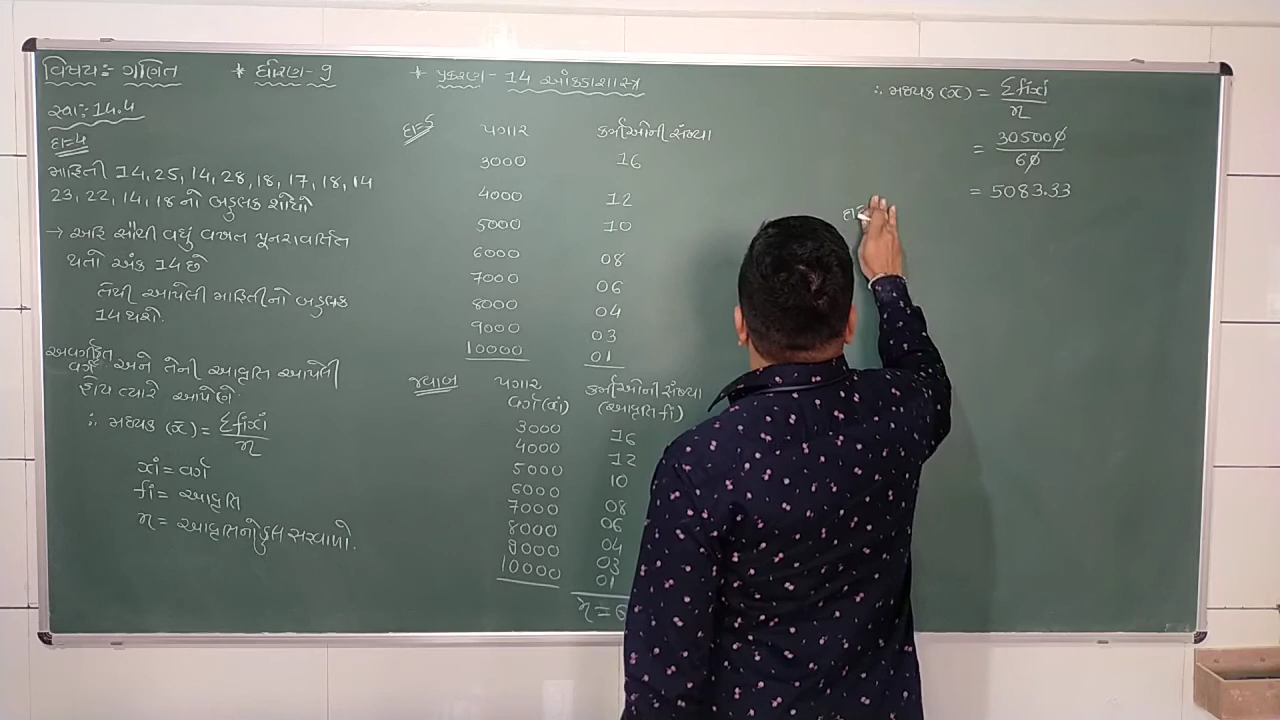 વિષય: ગણિત * ધોરણ-9 * પ્રકરણ-14 આંકડાશાસ્ત્ર
સ્વા: 14.4
દા=4
માહિતી 14, 25, 14, 28, 18, 17, 18, 14
23, 22, 14, 18 નો બહુલક શોધો
→ અહિ સૌથી વધુ વખત પૂનરાવર્તિત
થતો અંક 14 છે
તેથી આપેલી માહિતીનો બહુલક
14 થશે.
અવર્ગીકૃત
વર્ગ અને તેની આવૃતિ આપેલી
હોય ત્યારે
∴ મધ્યક (x̄) = Σfixi/n
xi = વર્ગ
fi = આવૃતિ
n = આવૃતિનો કુલ સરવાળો.
દા=5 પગાર કર્મીઓની સંખ્યા
3000 16
4000 12
5000 10
6000 08
7000 06
8000 04
9000 03
10000 01
જવાબ પગાર કર્મીઓની સંખ્યા
વર્ગ(xi) (આવૃતિ fi)
3000 16
4000 12
5000 10
6000 08
7000 06
8000 04
9000 03
10000 01
n = 6
∴ મધ્યક (x̄) = Σfixi/n
= 305000/60
= 5083.33